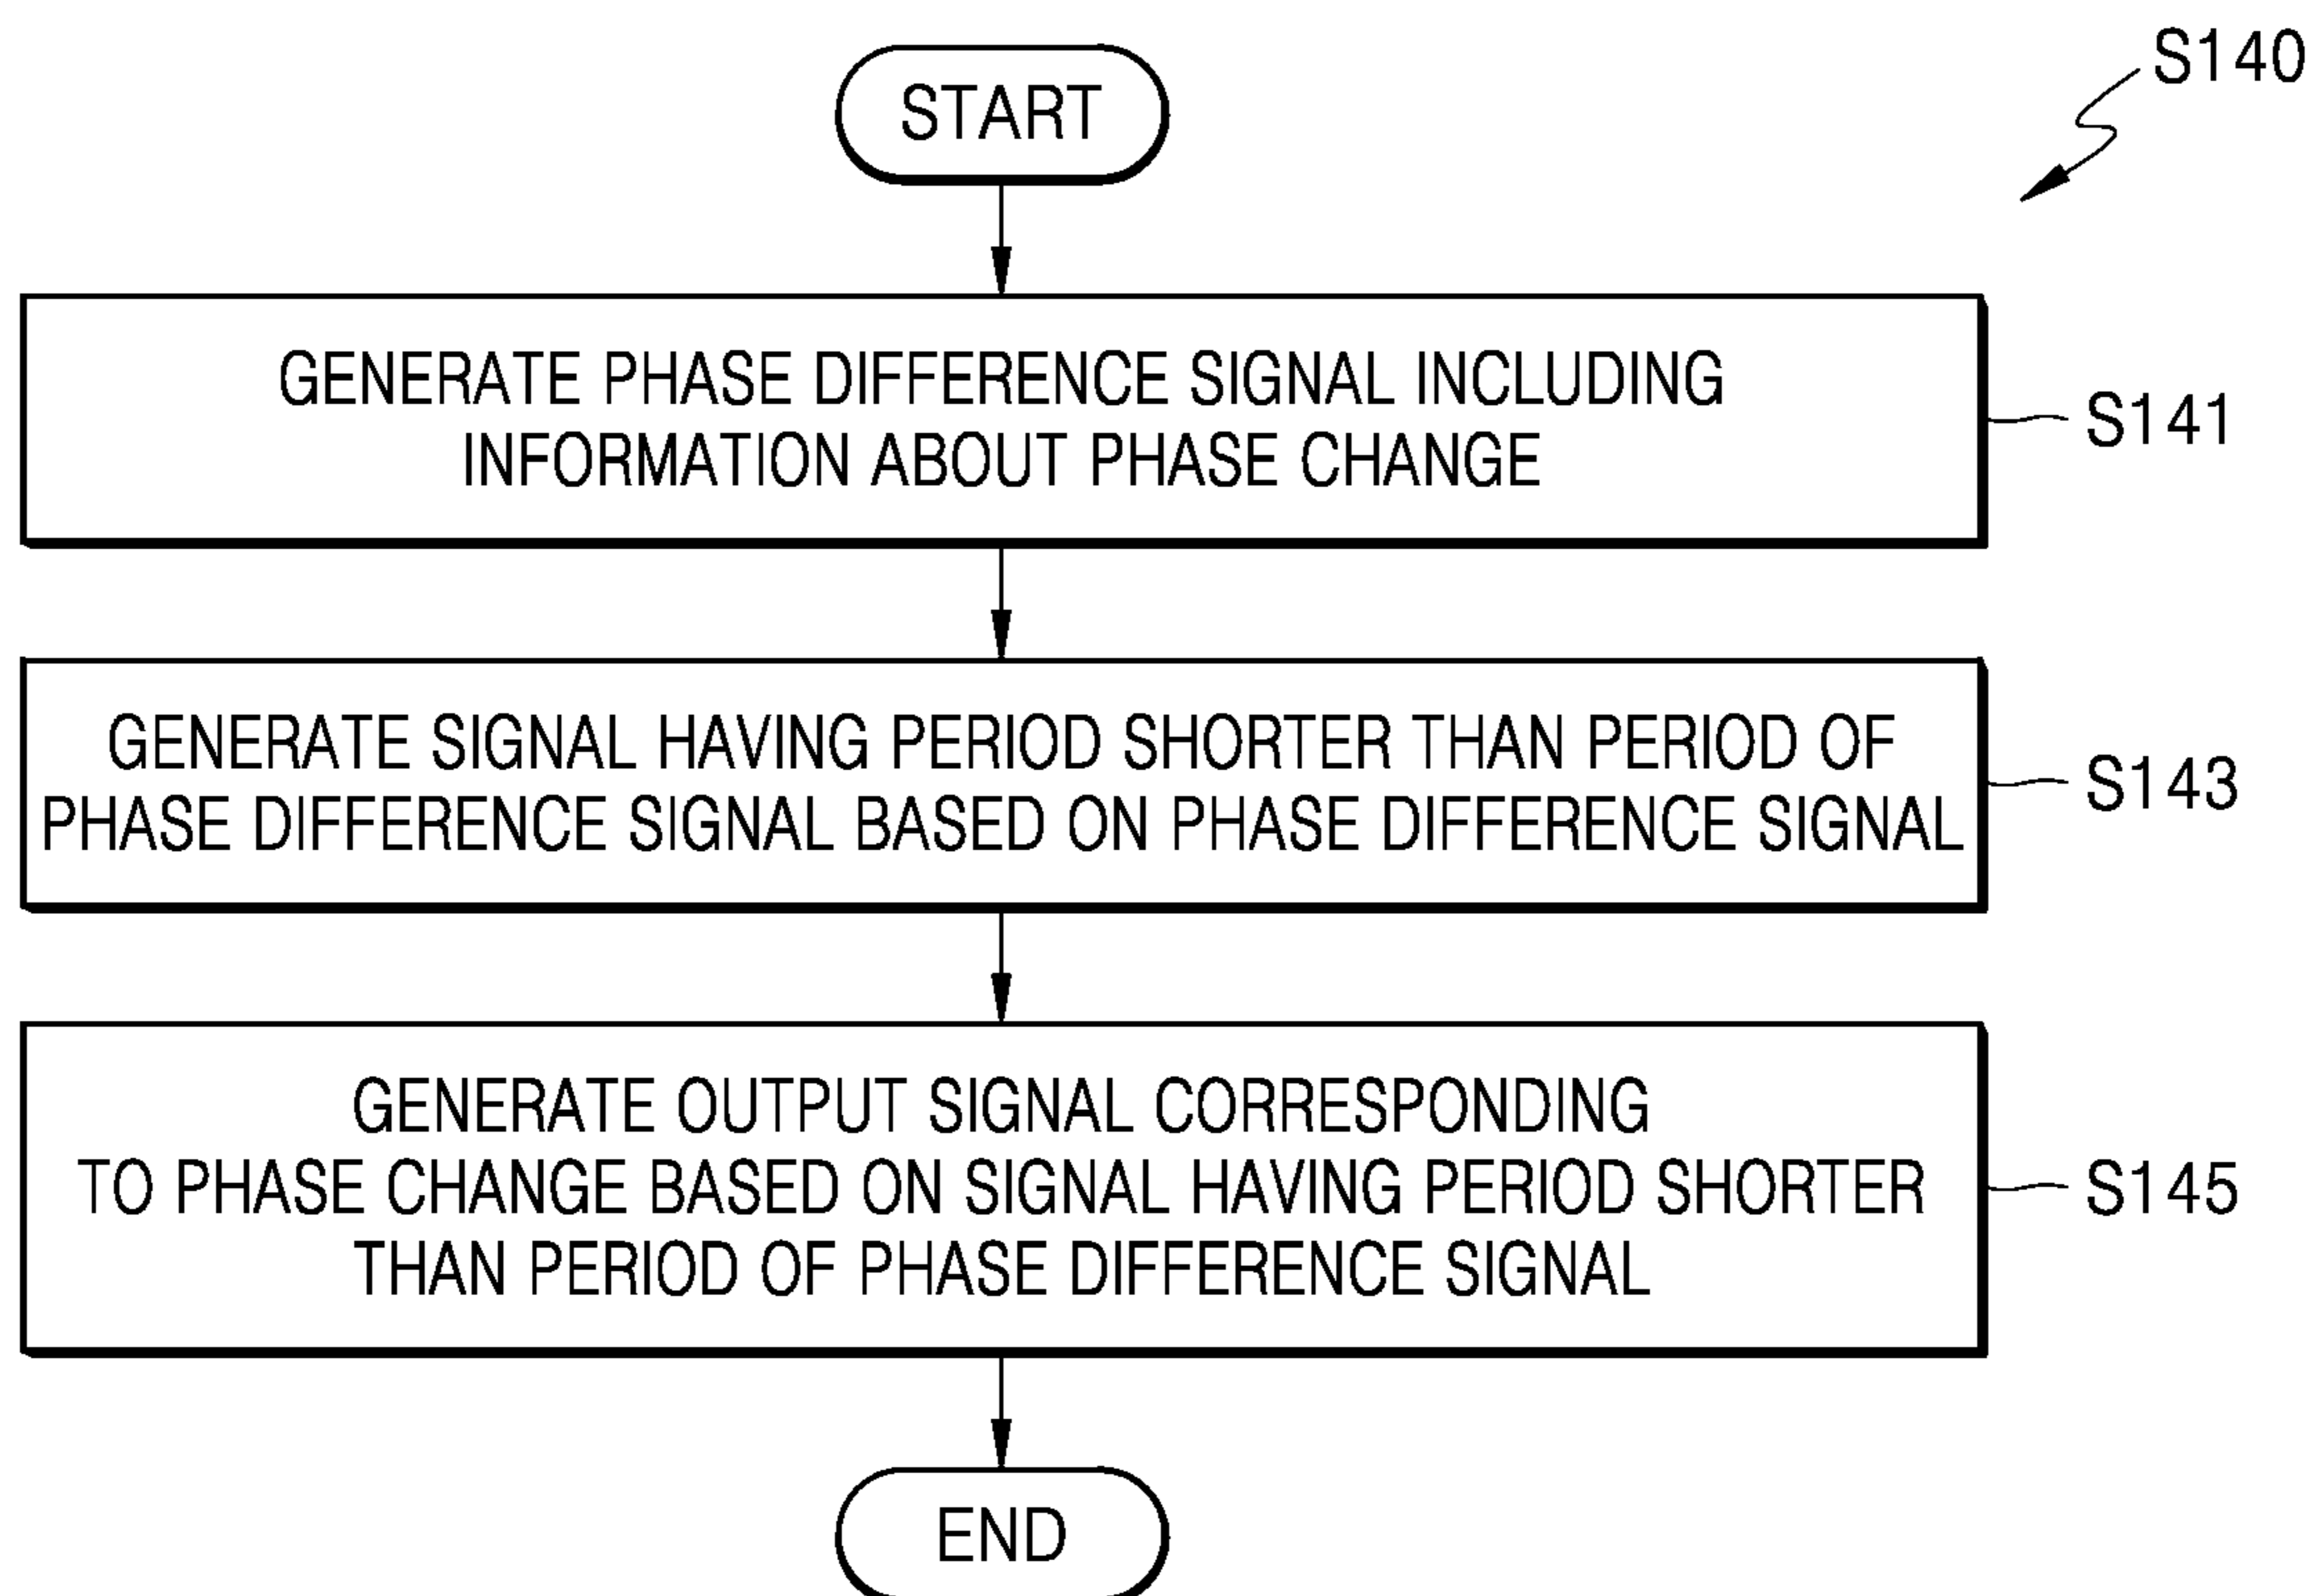 START
S140
GENERATE PHASE DIFFERENCE SIGNAL INCLUDING
INFORMATION ABOUT PHASE CHANGE
S141
GENERATE SIGNAL HAVING PERIOD SHORTER THAN PERIOD OF
PHASE DIFFERENCE SIGNAL BASED ON PHASE DIFFERENCE SIGNAL
S143
GENERATE OUTPUT SIGNAL CORRESPONDING
TO PHASE CHANGE BASED ON SIGNAL HAVING PERIOD SHORTER
THAN PERIOD OF PHASE DIFFERENCE SIGNAL
S145
END